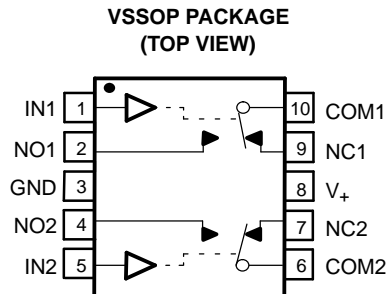 VSSOP PACKAGE
(TOP VIEW)
IN1 1 10 COM1
NO1 2 9 NC1
GND 3 8 V+
NO2 4 7 NC2
IN2 5 6 COM2